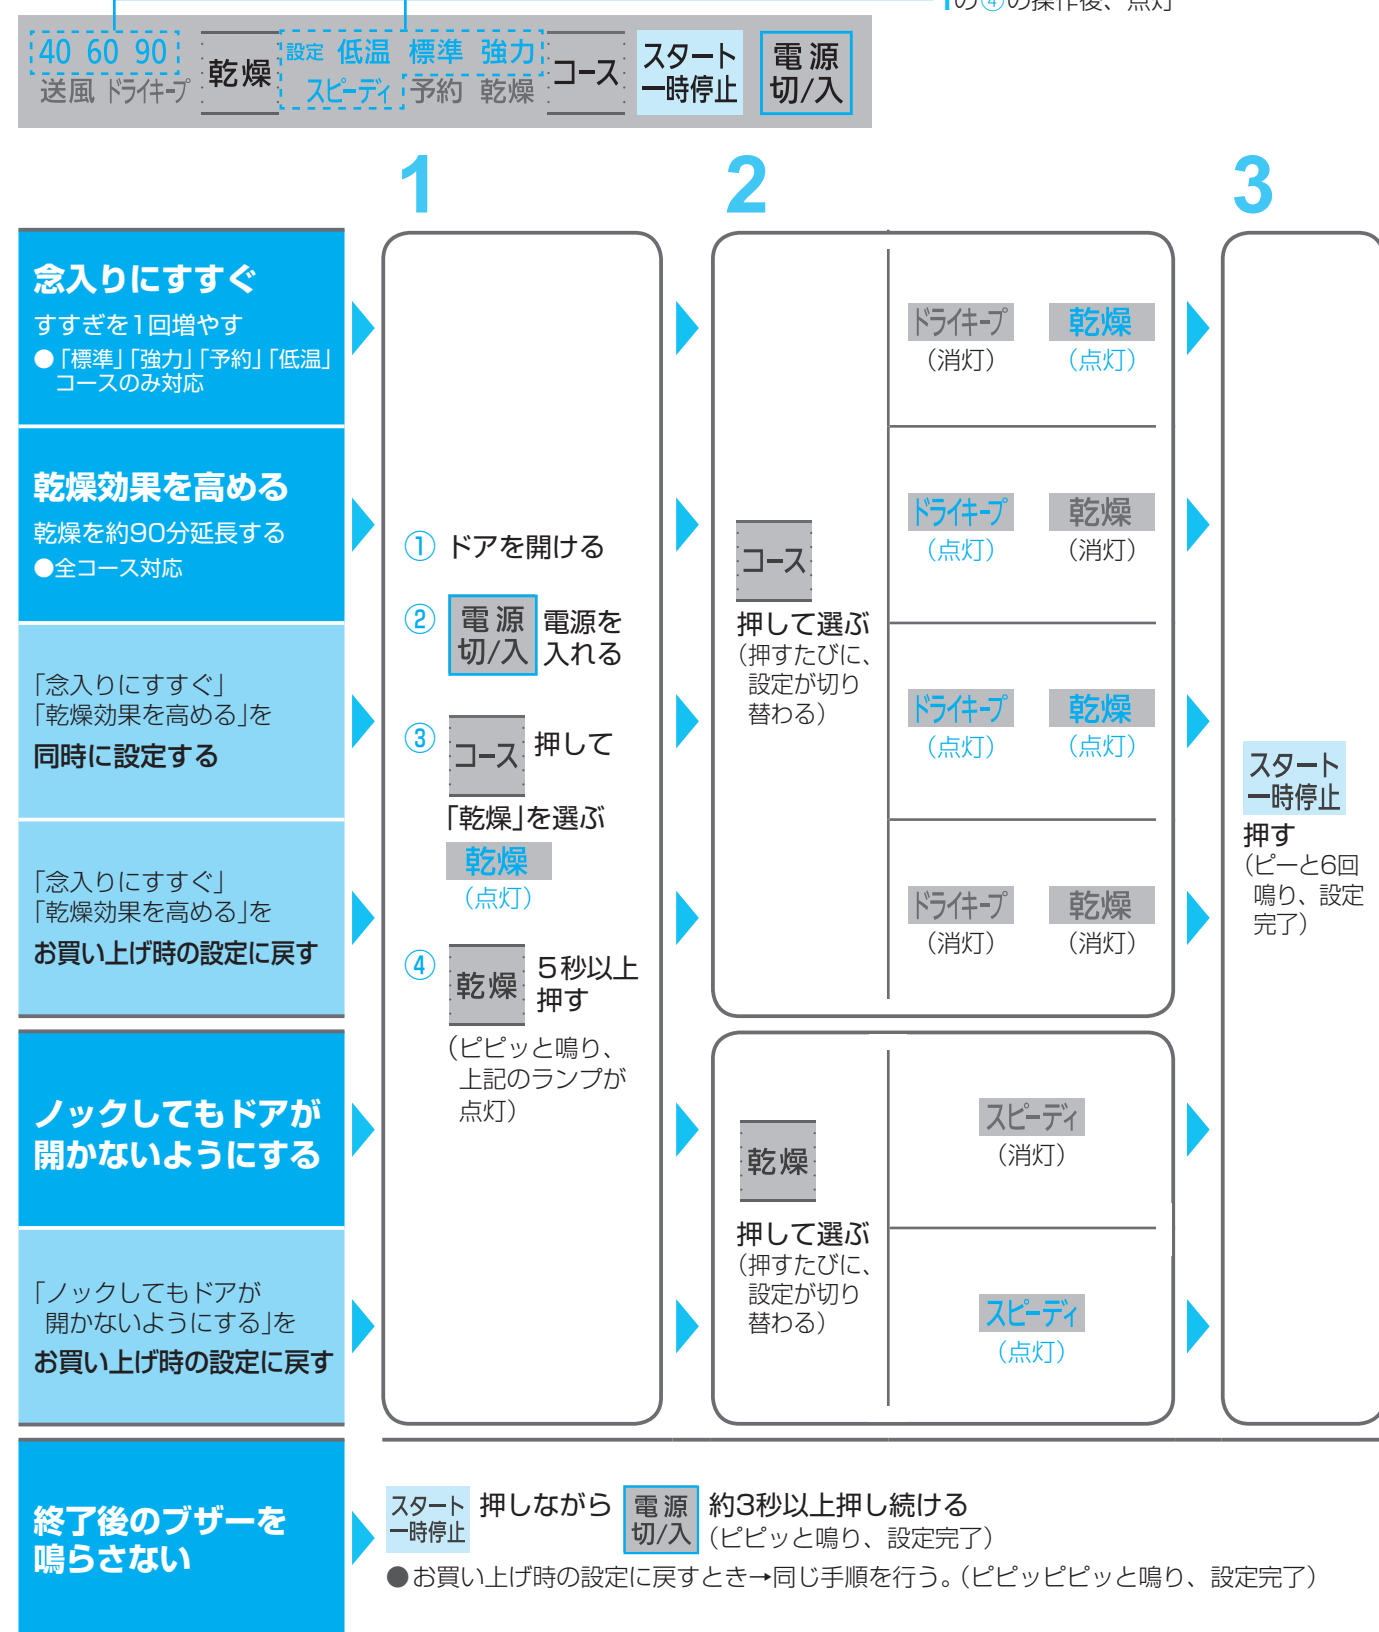 1の④の操作後、点灯
40 60 90
送風 ドライキープ
乾燥
設定 低温 標準 強力
スピーディ 予約 乾燥
コース
スタート
一時停止
電源
切/入
1
2
3
念入りにすすぐ
すすぎを1回増やす
●「標準」「強力」「予約」「低温」
コースのみ対応
乾燥効果を高める
乾燥を約90分延長する
●全コース対応
「念入りにすすぐ」
「乾燥効果を高める」を
同時に設定する
「念入りにすすぐ」
「乾燥効果を高める」を
お買い上げ時の設定に戻す
ノックしてもドアが
開かないようにする
「ノックしてもドアが
開かないようにする」を
お買い上げ時の設定に戻す
① ドアを開ける
② 電源 切/入 電源を
入れる
③ コース 押して
「乾燥」を選ぶ
乾燥
（点灯）
④ 乾燥 5秒以上
押す
（ピピッと鳴り、
上記のランプが
点灯）
コース
押して選ぶ
（押すたびに、
設定が切り
替わる）
ドライキープ 乾燥
（消灯） （点灯）
ドライキープ 乾燥
（点灯） （消灯）
ドライキープ 乾燥
（点灯） （点灯）
ドライキープ 乾燥
（消灯） （消灯）
乾燥
押して選ぶ
（押すたびに、
設定が切り
替わる）
スピーディ
（消灯）
スピーディ
（点灯）
スタート
一時停止
押す
（ピーと6回
鳴り、設定
完了）
終了後のブザーを
鳴らさない
スタート 一時停止 押しながら 電源 切/入 約3秒以上押し続ける
（ピピッと鳴り、設定完了）
●お買い上げ時の設定に戻すとき→同じ手順を行う。（ピピッピピッと鳴り、設定完了）